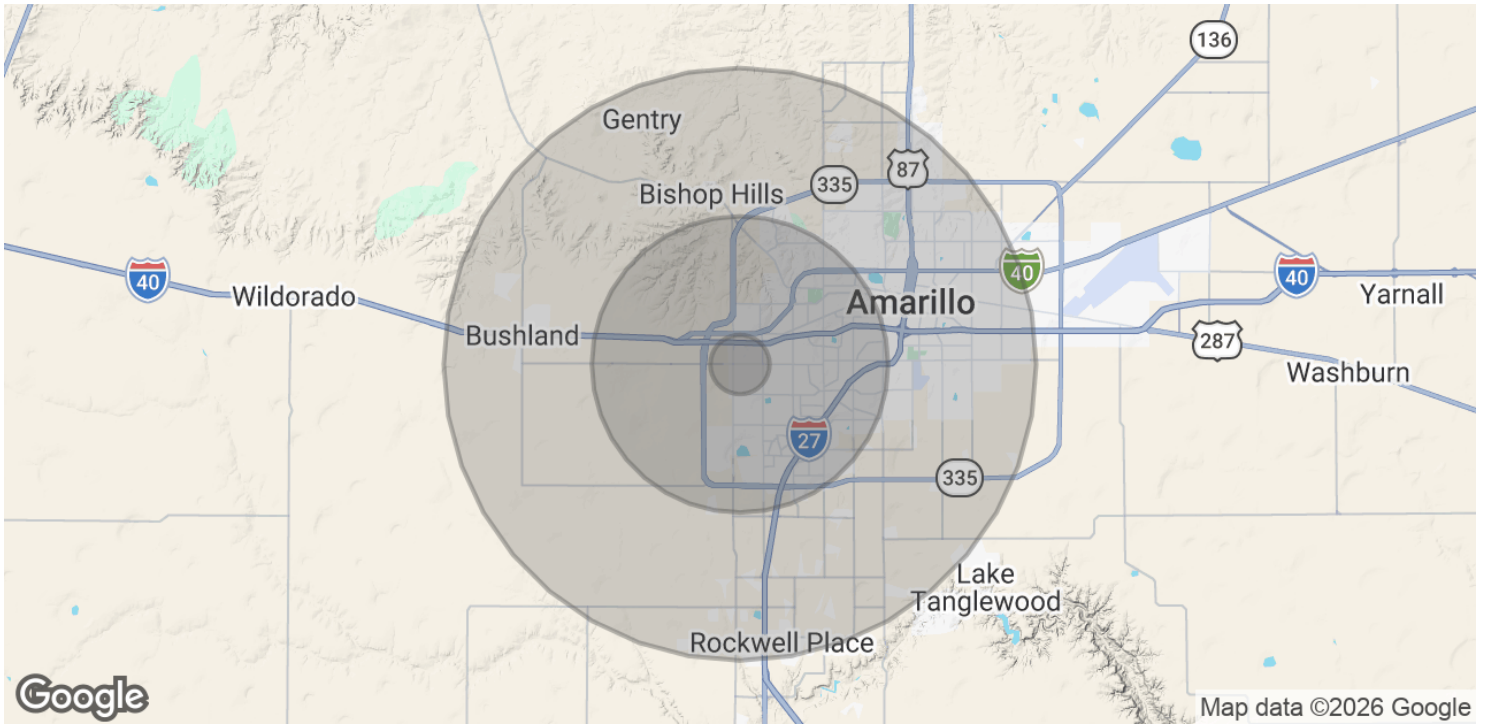 136
Gentry
87
335
Bishop Hills
40
40
40
Wildorado
Amarillo
Yarnall
Bushland
287
Washburn
27
335
Lake
Tanglewood
Rockwell Place
Google
Map data ©2026 Google